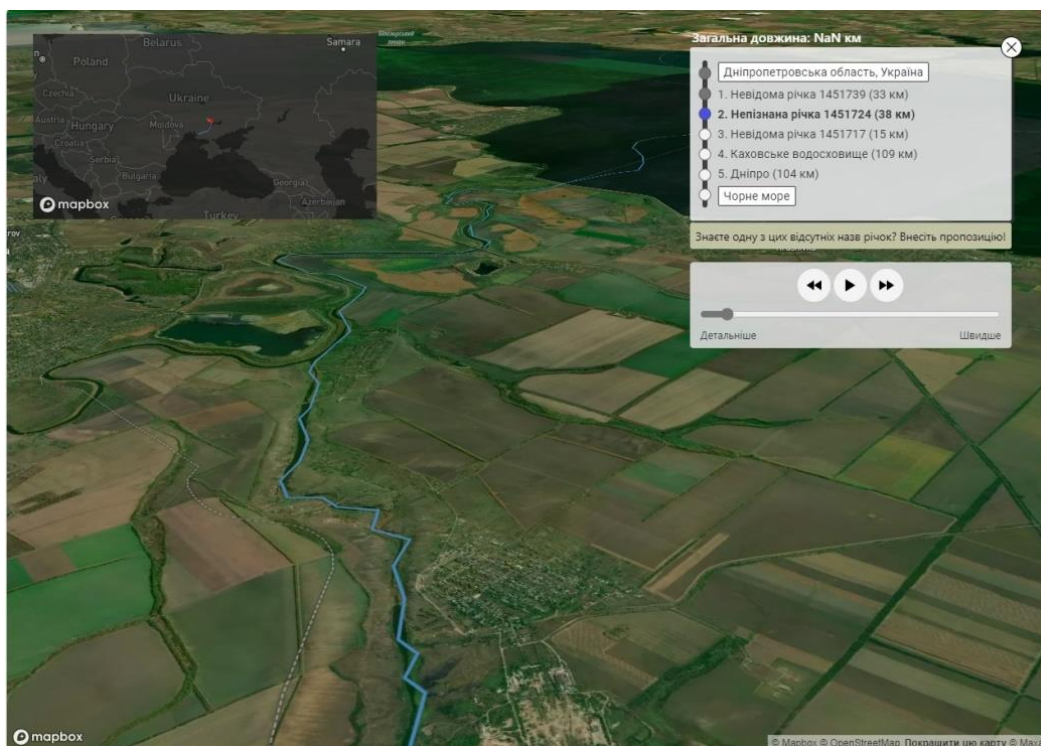 Загальна довжина: NaN км
Дніпропетровська область, Україна
1. Невідома річка 1451739 (33 км)
2. Непізнана річка 1451724 (38 км)
3. Невідома річка 1451717 (15 км)
4. Каховське водосховище (109 км)
5. Дніпро (104 км)
Чорне море
Знаєте одну з цих відсутніх назв річок? Внесіть пропозицію!
Детальніше
Швидше
Belarus
Samara
Poland
Czechia
Ukraine
Austria
Hungary
Moldova
Croatia
Serbia
Bulgaria
Georgia
Italy
Turkey
Azerbaijan
mapbox
mapbox
© Mapbox © OpenStreetMap Покращити цю карту © Maxa